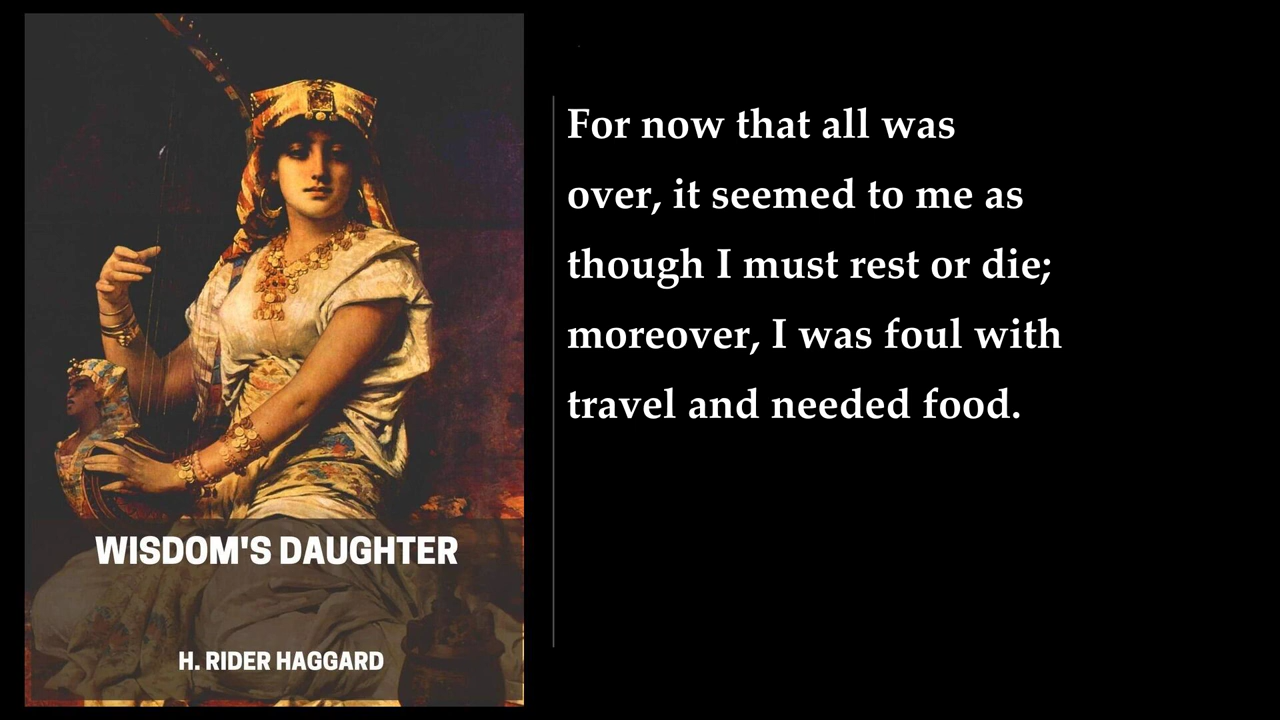 WISDOM'S DAUGHTER
H. RIDER HAGGARD
For now that all was
over, it seemed to me as
though I must rest or die;
moreover, I was foul with
travel and needed food.